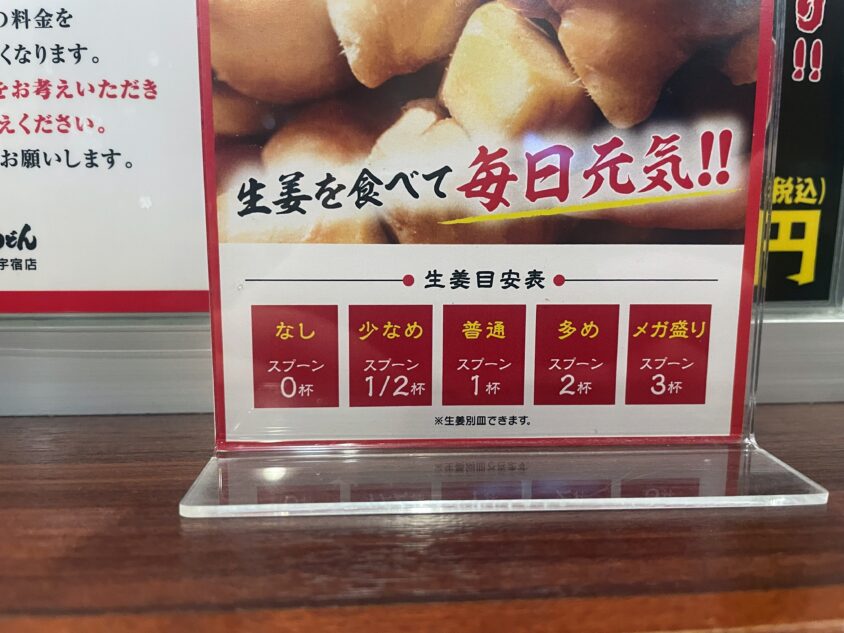 の料金を
くなります。
をお考えいただき
えください。
お願いします。
どん
宇宿店
生姜を食べて毎日元気!!
生姜目安表
なし
スプーン
0杯
少なめ
スプーン
1/2杯
普通
スプーン
1杯
多め
スプーン
2杯
メガ盛り
スプーン
3杯
※生姜別皿できます。
!!
税込)
円